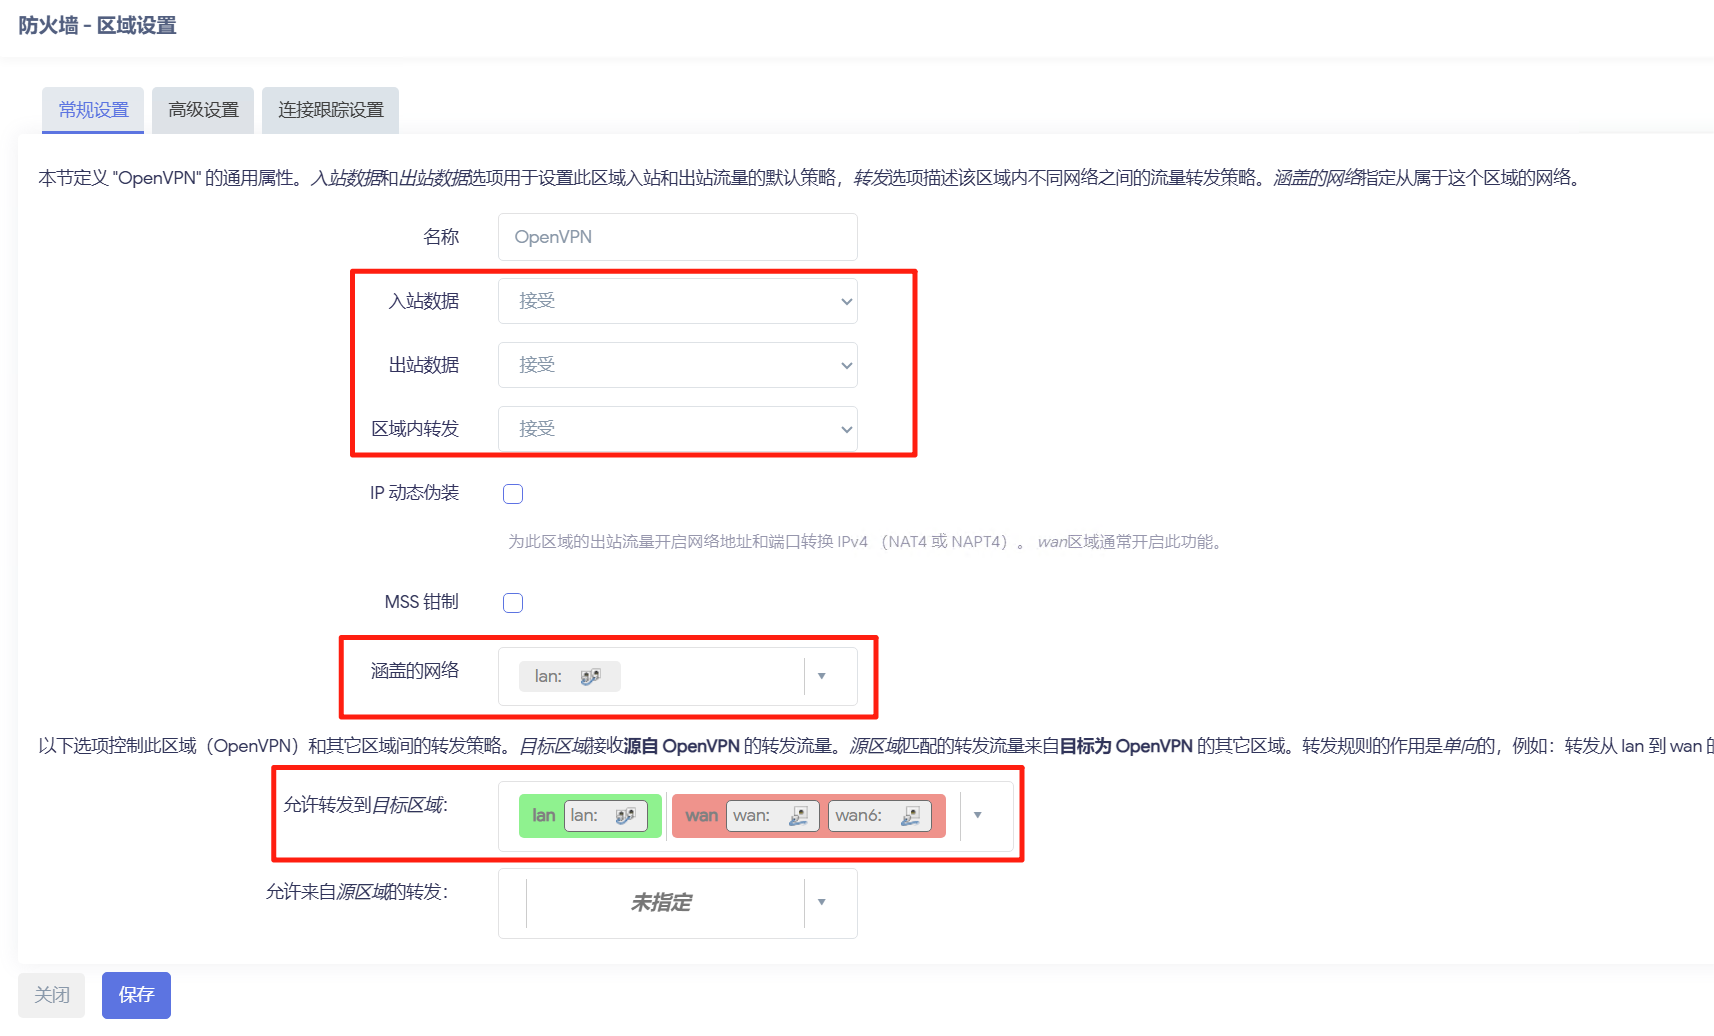 防火墙 - 区域设置
常规设置 高级设置 连接跟踪设置
本节定义 "OpenVPN" 的通用属性。入站数据和出站数据选项用于设置此区域入站和出站流量的默认策略，转发选项描述该区域内不同网络之间的流量转发策略。涵盖的网络指定从属于这个区域的网络。
名称 OpenVPN
入站数据 接受
出站数据 接受
区域内转发 接受
IP 动态伪装
为此区域的出站流量开启网络地址和端口转换 IPv4 （NAT4 或 NAPT4）。 wan区域通常开启此功能。
MSS 钳制
涵盖的网络 lan:
以下选项控制此区域（OpenVPN）和其它区域间的转发策略。目标区域接收源自 OpenVPN 的转发流量。源区域匹配的转发流量来自目标为 OpenVPN 的其它区域。转发规则的作用是单向的，例如：转发从 lan 到 wan 的
允许转发到目标区域： lan lan: wan wan: wan6:
允许来自源区域的转发： 未指定
关闭 保存